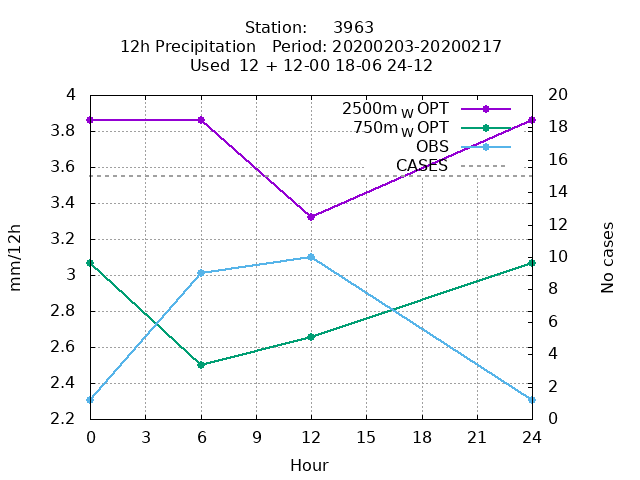 Station: 3963
12h Precipitation Period: 20200203-20200217
Used 12 + 12-00 18-06 24-12
4 20
2500m W OPT
3.8 18
750m W OPT
OBS
3.6 16
CASES
3.4 14
3.2 12
mm/12h
No cases
3 10
2.8 8
6
2.6 4
2.4 2
2.2 0
0 3 6 9 12 15 18 21 24
Hour